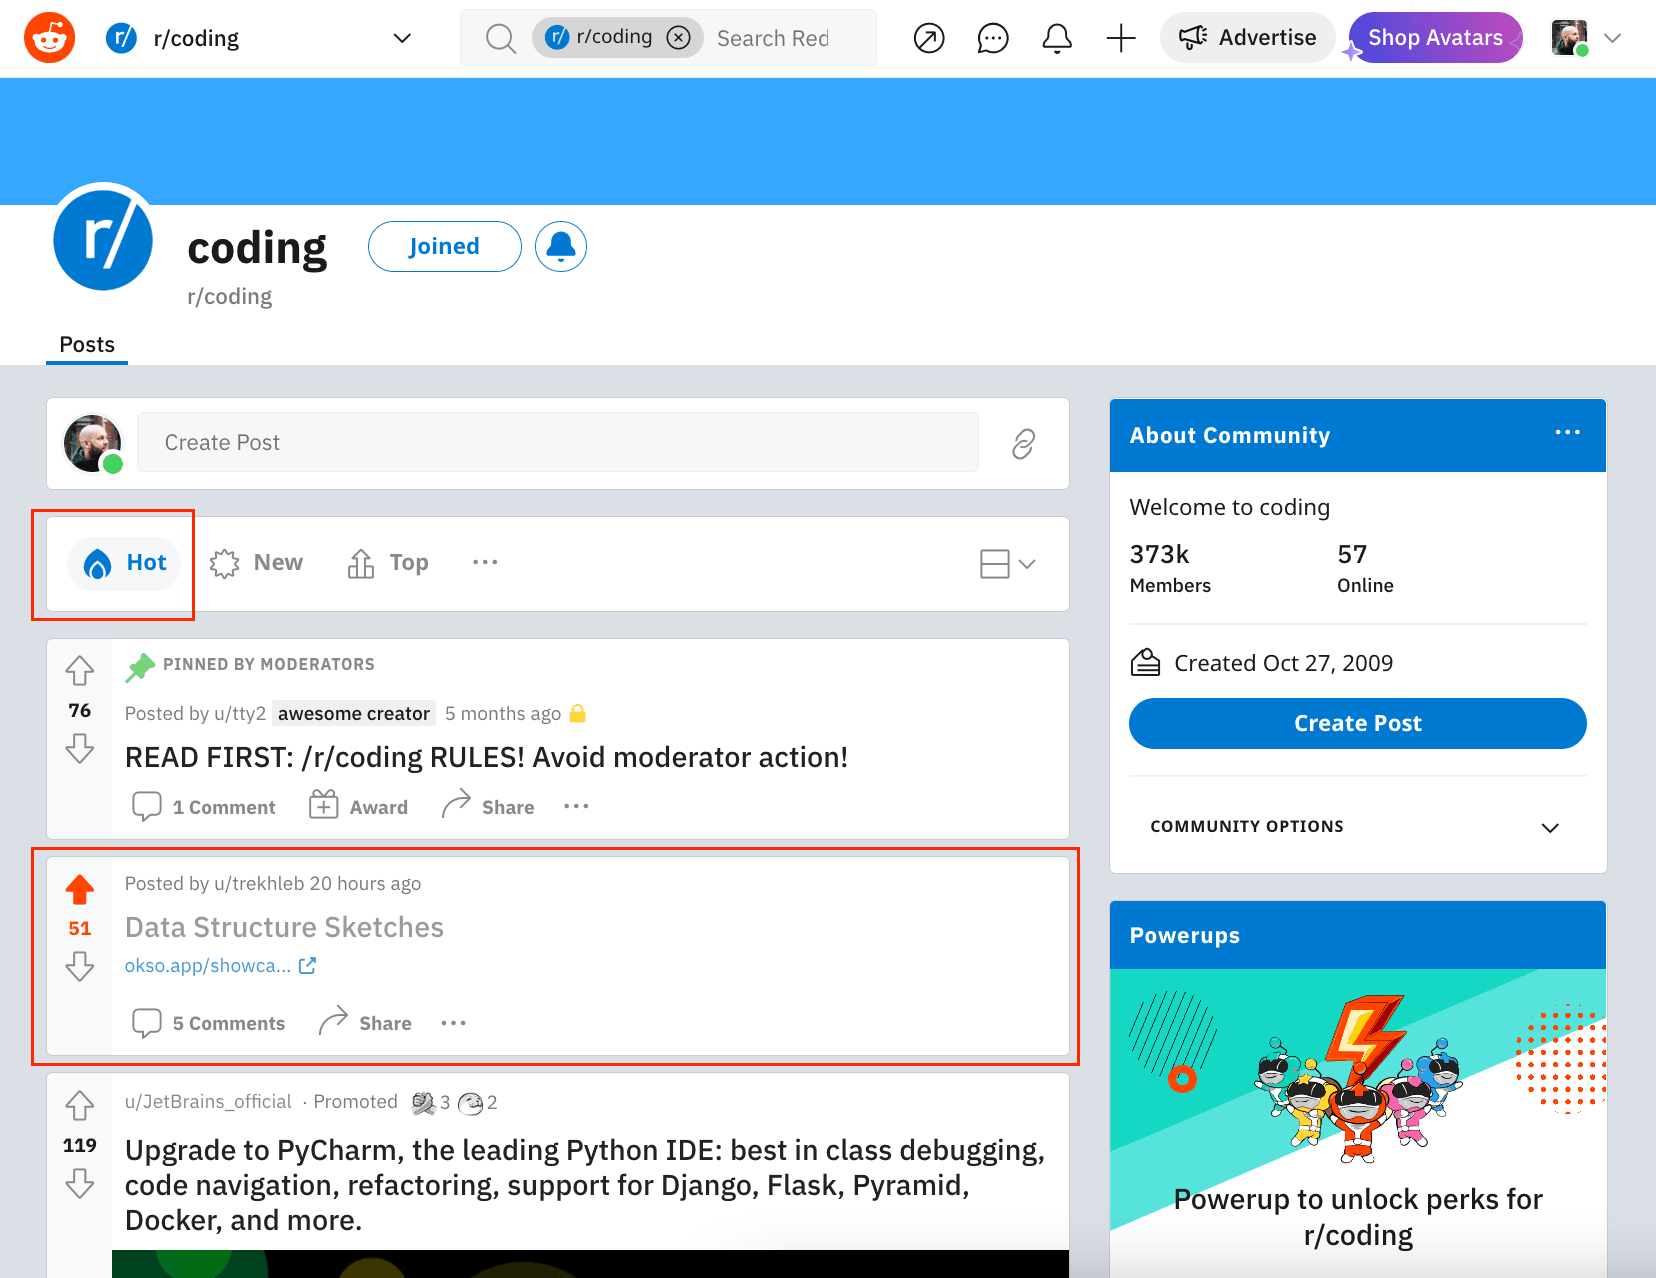 r/ r/coding
r/ r/coding
Search Red
Advertise
Shop Avatars
r/
coding
Joined
r/coding
Posts
Create Post
Hot
New
Top
PINNED BY MODERATORS
76
Posted by u/tty2 awesome creator 5 months ago
READ FIRST: /r/coding RULES! Avoid moderator action!
1 Comment Award Share
Posted by u/trekhleb 20 hours ago
51
Data Structure Sketches
okso.app/showca...
5 Comments Share
u/JetBrains_official · Promoted 3 2
119
Upgrade to PyCharm, the leading Python IDE: best in class debugging,
code navigation, refactoring, support for Django, Flask, Pyramid,
Docker, and more.
About Community
Welcome to coding
373k 57
Members Online
Created Oct 27, 2009
Create Post
COMMUNITY OPTIONS
Powerups
Powerup to unlock perks for
r/coding